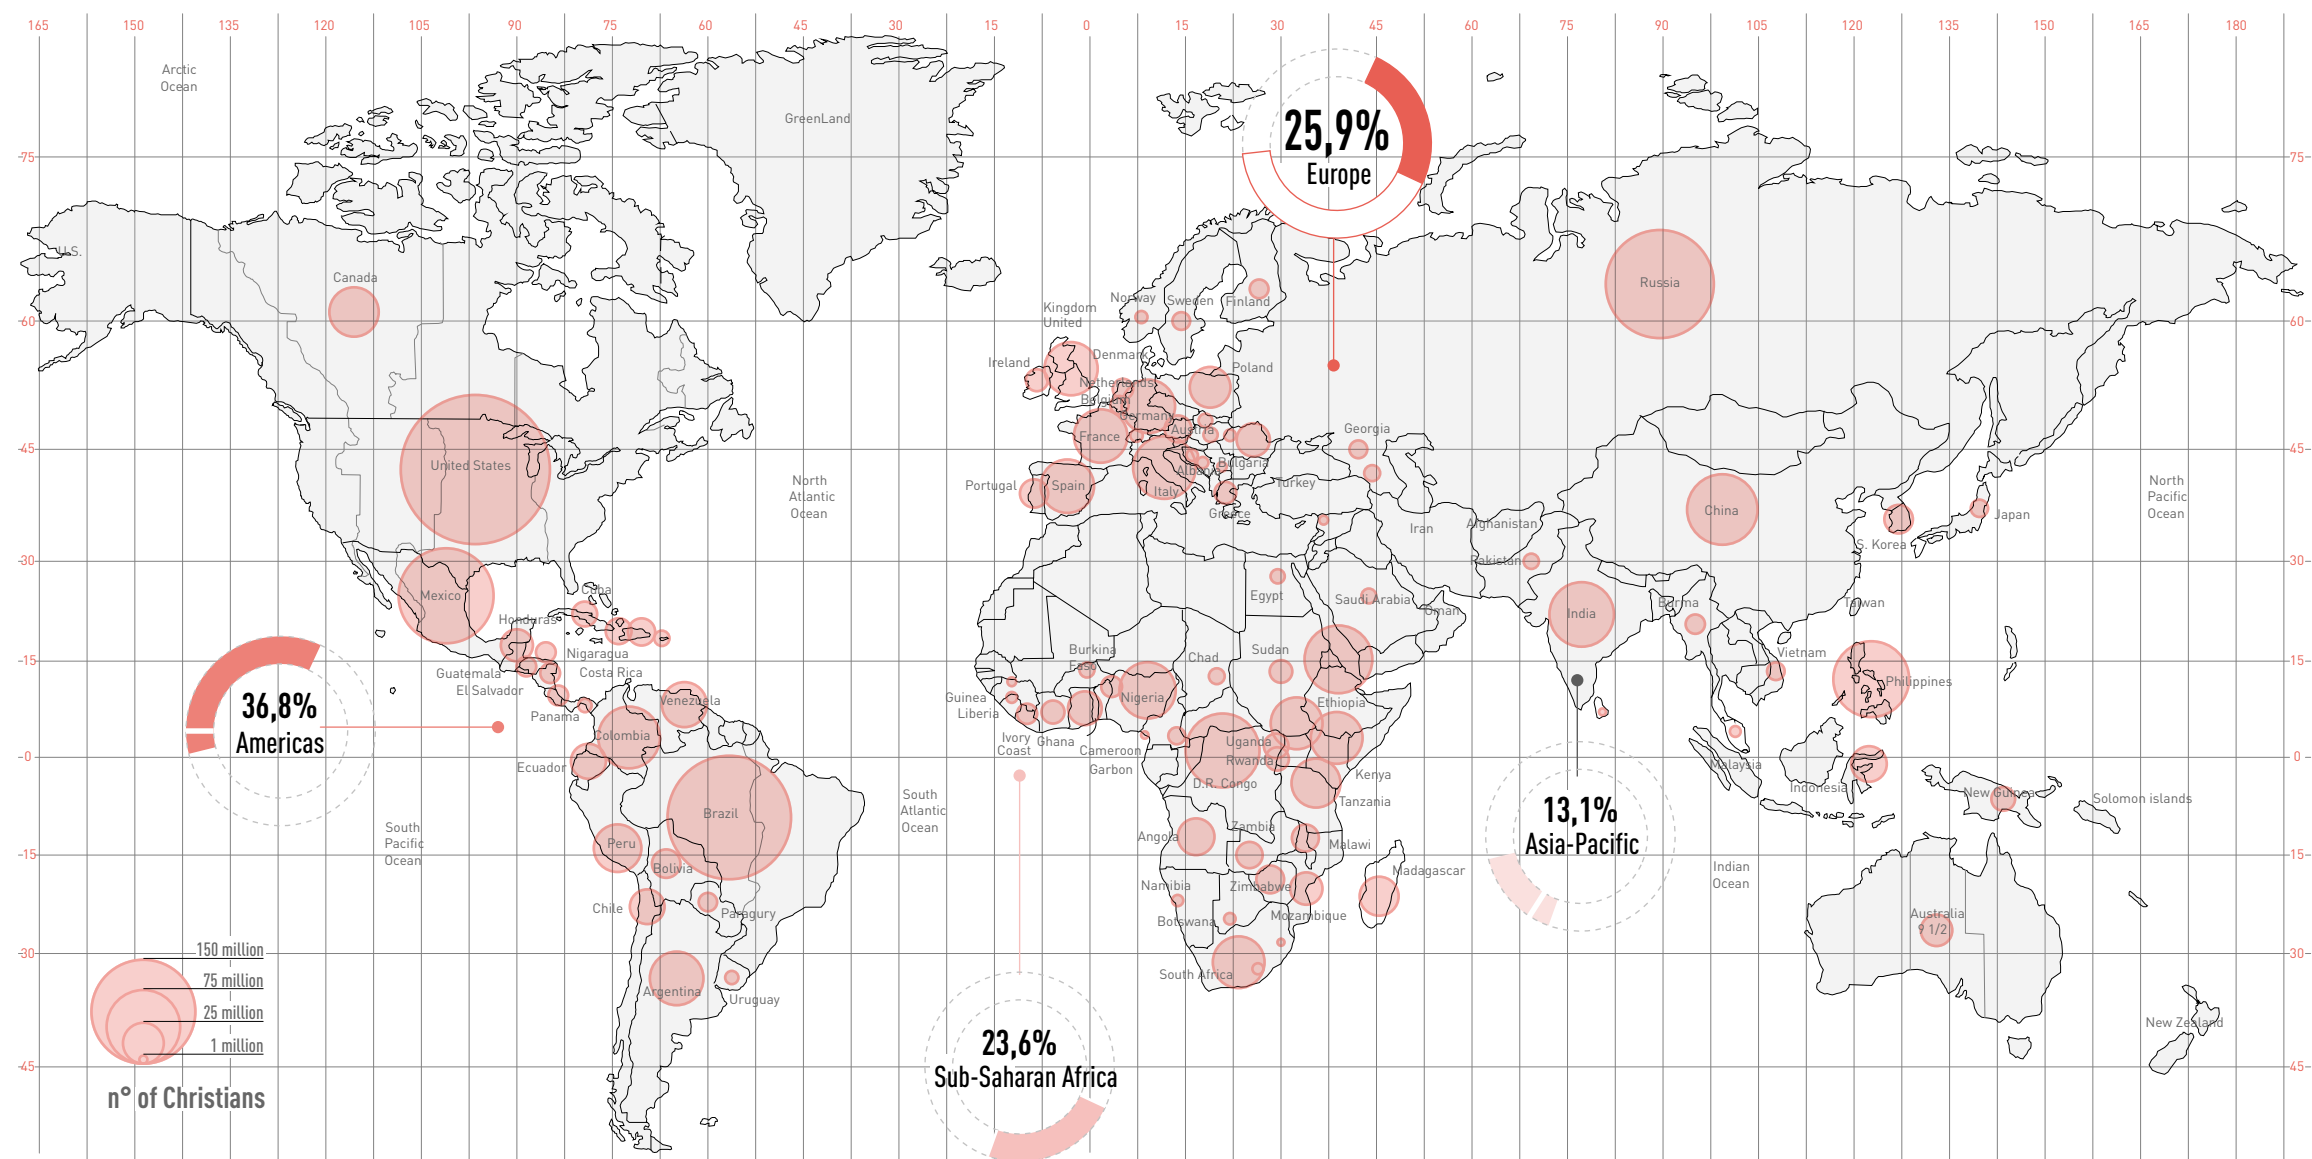 165 150 135 120 105 90 75 60 45 30 15 0 15 30 45 60 75 90 105 120 135 150 165 180
Arctic
Ocean
GreenLand
25,9%
Europe
75 75
U.S.
Canada
Russia
Norway Sweden Finland
Kingdom
United
60 60
Ireland
Denmark
Poland
Netherlands
Belgium
Germany
Austria
France
Georgia
45 45
United States
Bulgaria
Albania
Turkey
Portugal
Spain
Italy
Greece
North
Atlantic
Ocean
North
Pacific
Ocean
China
Japan
S. Korea
Iran
Afghanistan
Pakistan
30 30
Mexico
Cuba
Egypt
Saudi Arabia
Oman
India
Burma
Taiwan
Honduras
Nigaragua
Burkina
Faso
Chad
Sudan
Vietnam
15 15
Guatemala
El Salvador
Costa Rica
Panama
Venezuela
Guinea
Liberia
Nigeria
Ethiopia
Philippines
36,8%
Americas
Colombia
Ivory
Coast
Ghana
Cameroon
Garbon
Uganda
Rwanda
D.R. Congo
Kenya
Tanzania
Malaysia
Indonesia
0 0
Ecuador
Brazil
New Guinea
Solomon islands
South
Pacific
Ocean
South
Atlantic
Ocean
13,1%
Asia-Pacific
Peru
Bolivia
Angola
Zambia
Malawi
15 15
Madagascar
Indian
Ocean
Chile
Paragury
Namibia
Zimbabwe
Botswana
Mozambique
Australia
9 1/2
30 30
South Africa
Argentina
Uruguay
150 million
75 million
25 million
1 million
n° of Christians
23,6%
Sub-Saharan Africa
New Zealand
45 45